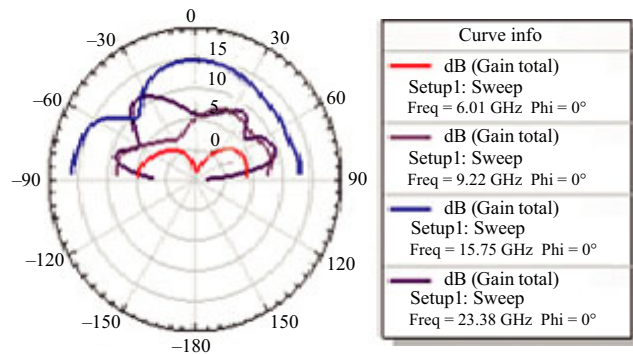 0
–30
30
15
10
–60
60
5
0
–90
90
–120
120
–150
150
–180
Curve info
dB (Gain total)
Setup1: Sweep
Freq = 6.01 GHz Phi = 0°
dB (Gain total)
Setup1: Sweep
Freq = 9.22 GHz Phi = 0°
dB (Gain total)
Setup1: Sweep
Freq = 15.75 GHz Phi = 0°
dB (Gain total)
Setup1: Sweep
Freq = 23.38 GHz Phi = 0°